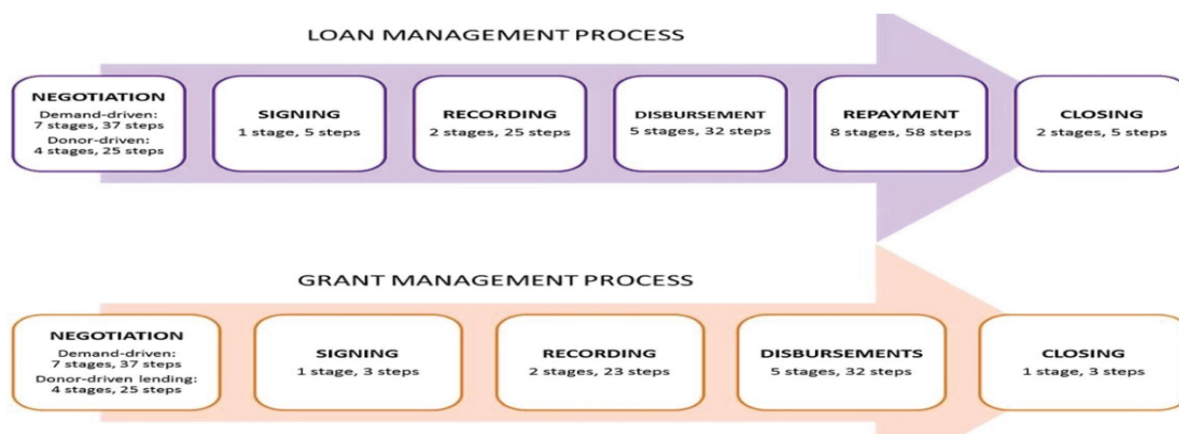 LOAN MANAGEMENT PROCESS
NEGOTIATION
Demand-driven:
7 stages, 37 steps
Donor-driven:
4 stages, 25 steps
SIGNING
1 stage, 5 steps
RECORDING
2 stages, 25 steps
DISBURSEMENT
5 stages, 32 steps
REPAYMENT
8 stages, 58 steps
CLOSING
2 stages, 5 steps
GRANT MANAGEMENT PROCESS
NEGOTIATION
Demand-driven:
7 stages, 37 steps
Donor-driven lending:
4 stages, 25 steps
SIGNING
1 stage, 3 steps
RECORDING
2 stages, 23 steps
DISBURSEMENTS
5 stages, 32 steps
CLOSING
1 stage, 3 steps